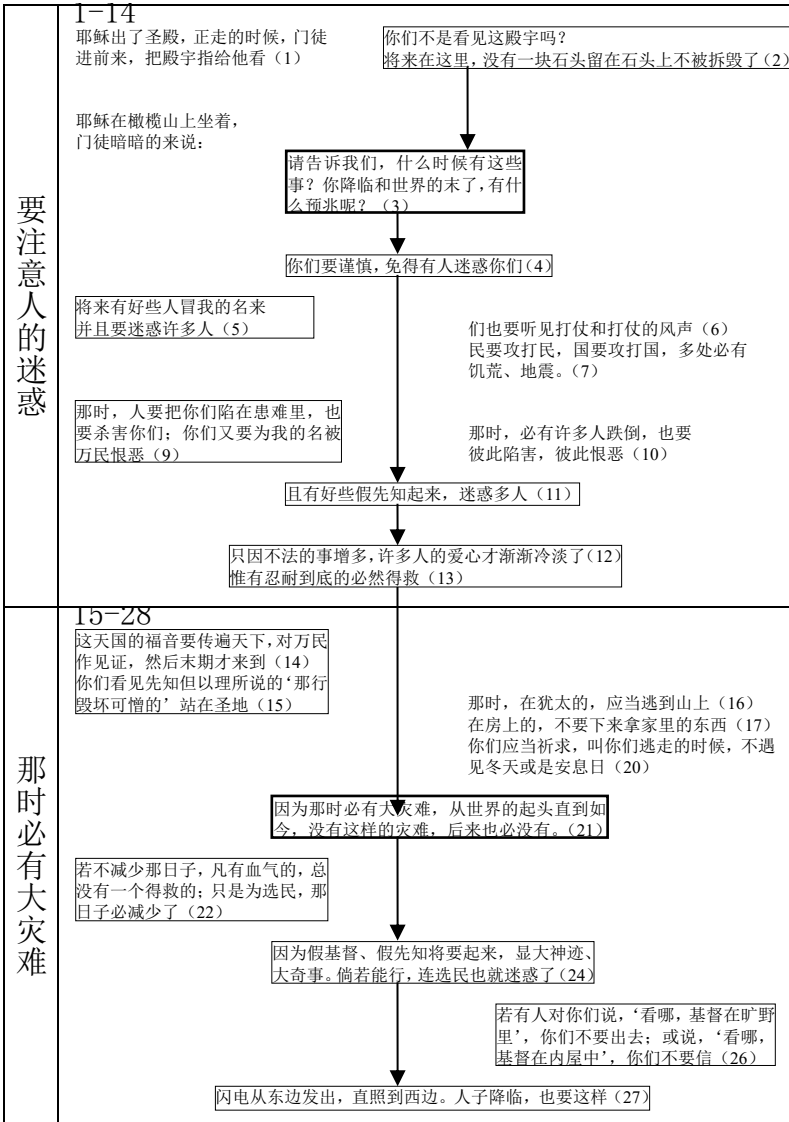 要注意人的迷惑
1-14
耶稣出了圣殿，正走的时候，门徒
进前来，把殿宇指给他看（1）
你们不是看见这殿宇吗？
将来在这里，没有一块石头留在石头上不被拆毁了（2）
耶稣在橄榄山上坐着，
门徒暗暗的来说：
请告诉我们，什么时候有这些
事？你降临和世界的末了，有什
么预兆呢？（3）
你们要谨慎，免得有人迷惑你们（4）
将来有好些人冒我的名来
并且要迷惑许多人（5）
们也要听见打仗和打仗的风声（6）
民要攻打民，国要攻打国，多处必有
饥荒、地震。（7）
那时，人要把你们陷在患难里，也
要杀害你们；你们又要为我的名被
万民恨恶（9）
那时，必有许多人跌倒，也要
彼此陷害，彼此恨恶（10）
且有好些假先知起来，迷惑多人（11）
只因不法的事增多，许多人的爱心才渐渐冷淡了（12）
惟有忍耐到底的必然得救（13）
那时必有大灾难
15-28
这天国的福音要传遍天下，对万民
作见证，然后末期才来到（14）
你们看见先知但以理所说的‘那行
毁坏可憎的’站在圣地（15）
那时，在犹太的，应当逃到山上（16）
在房上的，不要下来拿家里的东西（17）
你们应当祈求，叫你们逃走的时候，不遇
见冬天或是安息日（20）
因为那时必有大灾难，从世界的起头直到如
今，没有这样的灾难，后来也必没有。（21）
若不减少那日子，凡有血气的，总
没有一个得救的；只是为选民，那
日子必减少了（22）
因为假基督、假先知将要起来，显大神迹、
大奇事。倘若能行，连选民也就迷惑了（24）
若有人对你们说，‘看哪，基督在旷野
里’，你们不要出去；或说，‘看哪，
基督在内屋中’，你们不要信（26）
闪电从东边发出，直照到西边。人子降临，也要这样（27）